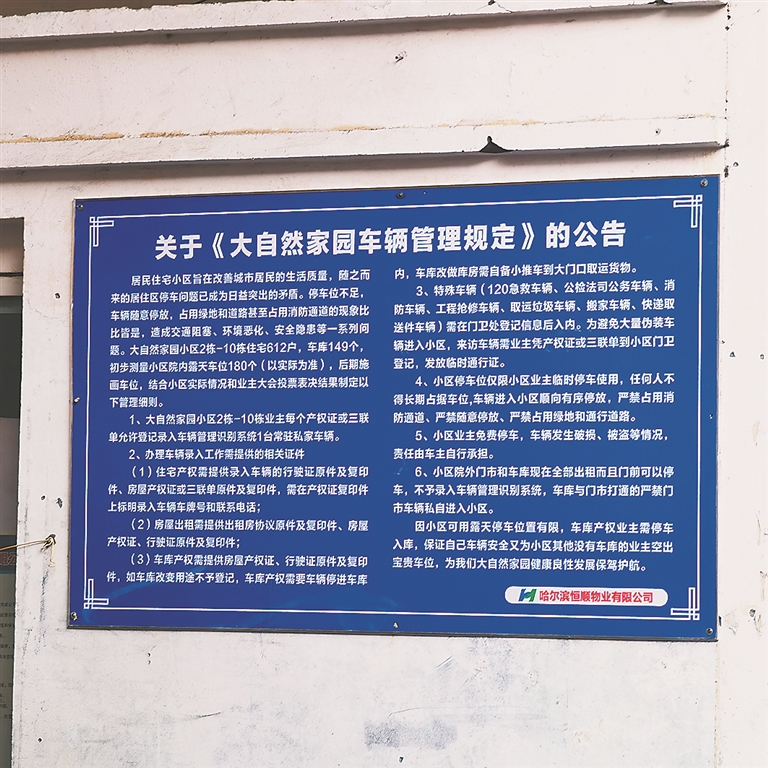 关于《大自然家园车辆管理规定》的公告
居民住宅小区旨在改善城市居民的生活质量，随之而
来的居住区停车问题已成为日益突出的矛盾。停车位不足，
车辆随意停放，占用绿地和道路甚至占用消防通道的现象比
比皆是，造成交通阻塞、环境恶化、安全隐患等一系列问
题。大自然家园小区2栋-10栋住宅612户，车库149个，
初步测量小区院内露天车位180个（以实际为准），后期施
画车位，结合小区实际情况和业主大会投票表决结果制定以
下管理细则。
1、大自然家园小区2栋-10栋业主每个产权证或三联
单允许登记录入车辆管理识别系统1台常驻私家车辆。
2、办理车辆录入工作需提供的相关证件
（1）住宅产权需提供录入车辆的行驶证原件及复印
件、房屋产权证或三联单原件及复印件，需在产权证复印件
上标明录入车辆车牌号和联系电话；
（2）房屋出租需提供出租房协议原件及复印件、房屋
产权证、行驶证原件及复印件；
（3）车库产权需提供房屋产权证、行驶证原件及复印
件，如车库改变用途不予登记，车库产权需要车辆停进车库
内，车库改做库房需自备小推车到大门口取运货物。
3、特殊车辆（120急救车辆、公检法司公务车辆、消
防车辆、工程抢修车辆、取运垃圾车辆、搬家车辆、快递取
送件车辆）需在门卫处登记信息后入内。为避免大量伪装车
辆进入小区，来访车辆需业主凭产权证或三联单到小区门卫
登记，发放临时通行证。
4、小区停车位仅限小区业主临时停车使用，任何人不
得长期占据车位,车辆进入小区顺向有序停放，严禁占用消
防通道、严禁随意停放、严禁占用绿地和通行道路。
5、小区业主免费停车，车辆发生破损、被盗等情况，
责任由车主自行承担。
6、小区院外门市和车库现在全部出租而且门前可以停
车，不予录入车辆管理识别系统，车库与门市打通的严禁门
市车辆私自进入小区。
因小区可用露天停车位置有限，车库产权业主需停车
入库，保证自己车辆安全又为小区其他没有车库的业主空出
宝贵车位，为我们大自然家园健康良性发展保驾护航。
哈尔滨恒顺物业有限公司